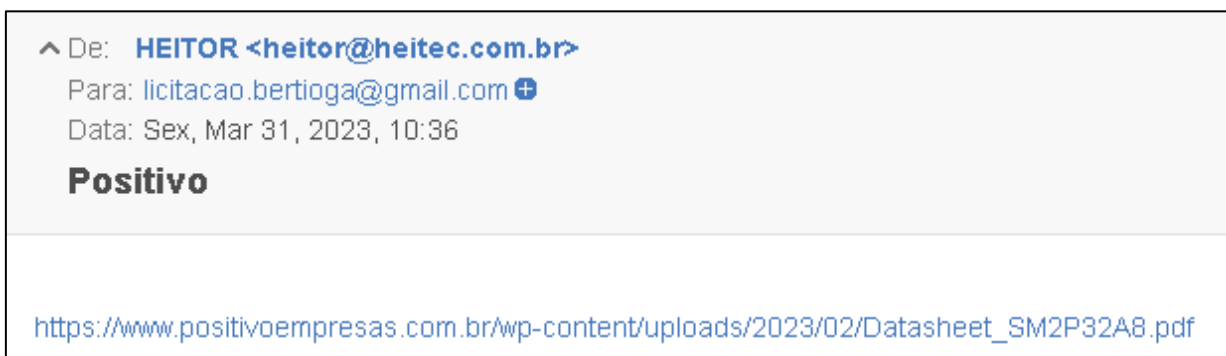 De: HEITOR <heitor@heitec.com.br>
Para: licitacao.bertioga@gmail.com
Data: Sex, Mar 31, 2023, 10:36
Positivo
https://www.positivoempresas.com.br/wp-content/uploads/2023/02/Datasheet_SM2P32A8.pdf